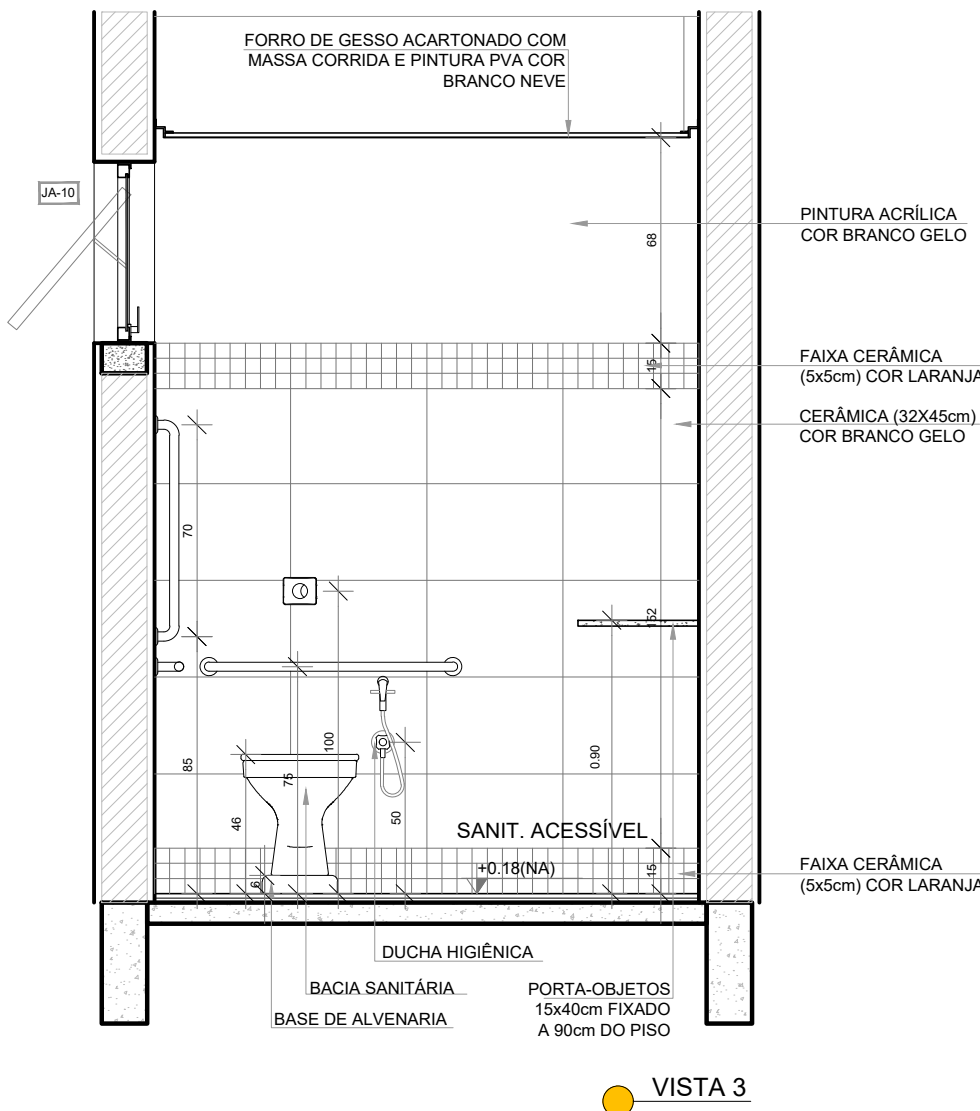 FORRO DE GESSO ACARTONADO COM
MASSA CORRIDA E PINTURA PVA COR
BRANCO NEVE
JA-10
PINTURA ACRÍLICA
COR BRANCO GELO
68
FAIXA CERÂMICA
(5x5cm) COR LARANJA
15
CERÂMICA (32X45cm)
COR BRANCO GELO
70
152
100
0.90
85
75
46
50
SANIT. ACESSÍVEL
+0.18(NA)
15
6
FAIXA CERÂMICA
(5x5cm) COR LARANJA
DUCHA HIGIÊNICA
BACIA SANITÁRIA
BASE DE ALVENARIA
PORTA-OBJETOS
15x40cm FIXADO
A 90cm DO PISO
VISTA 3